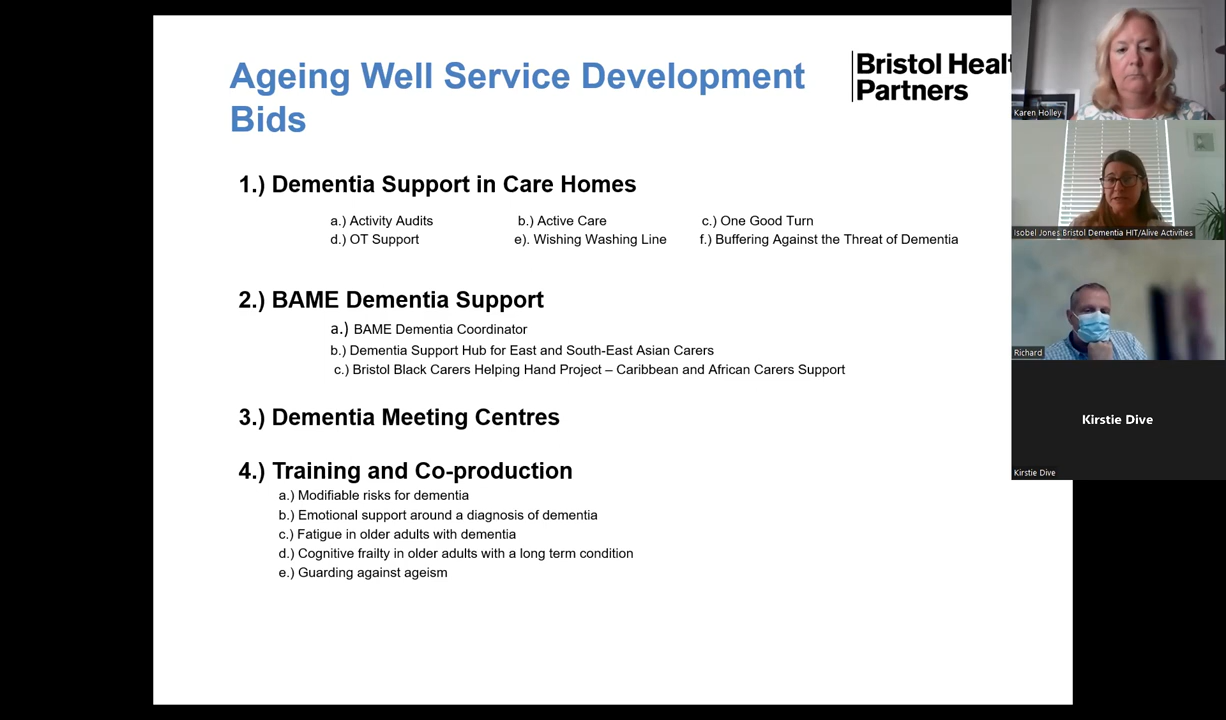 Ageing Well Service Development
Bids
Bristol Healt
Partners
1.) Dementia Support in Care Homes
a.) Activity Audits b.) Active Care c.) One Good Turn
d.) OT Support e). Wishing Washing Line f.) Buffering Against the Threat of Dementia
2.) BAME Dementia Support
a.) BAME Dementia Coordinator
b.) Dementia Support Hub for East and South-East Asian Carers
c.) Bristol Black Carers Helping Hand Project – Caribbean and African Carers Support
3.) Dementia Meeting Centres
4.) Training and Co-production
a.) Modifiable risks for dementia
b.) Emotional support around a diagnosis of dementia
c.) Fatigue in older adults with dementia
d.) Cognitive frailty in older adults with a long term condition
e.) Guarding against ageism
Karen Holley
Isobel Jones Bristol Dementia HIT/Alive Activities
Richard
Kirstie Dive
Kirstie Dive